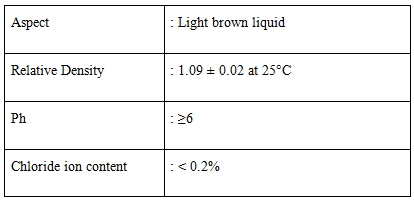 Aspect : Light brown liquid
Relative Density : 1.09 ± 0.02 at 25°C
Ph : ≥6
Chloride ion content : < 0.2%